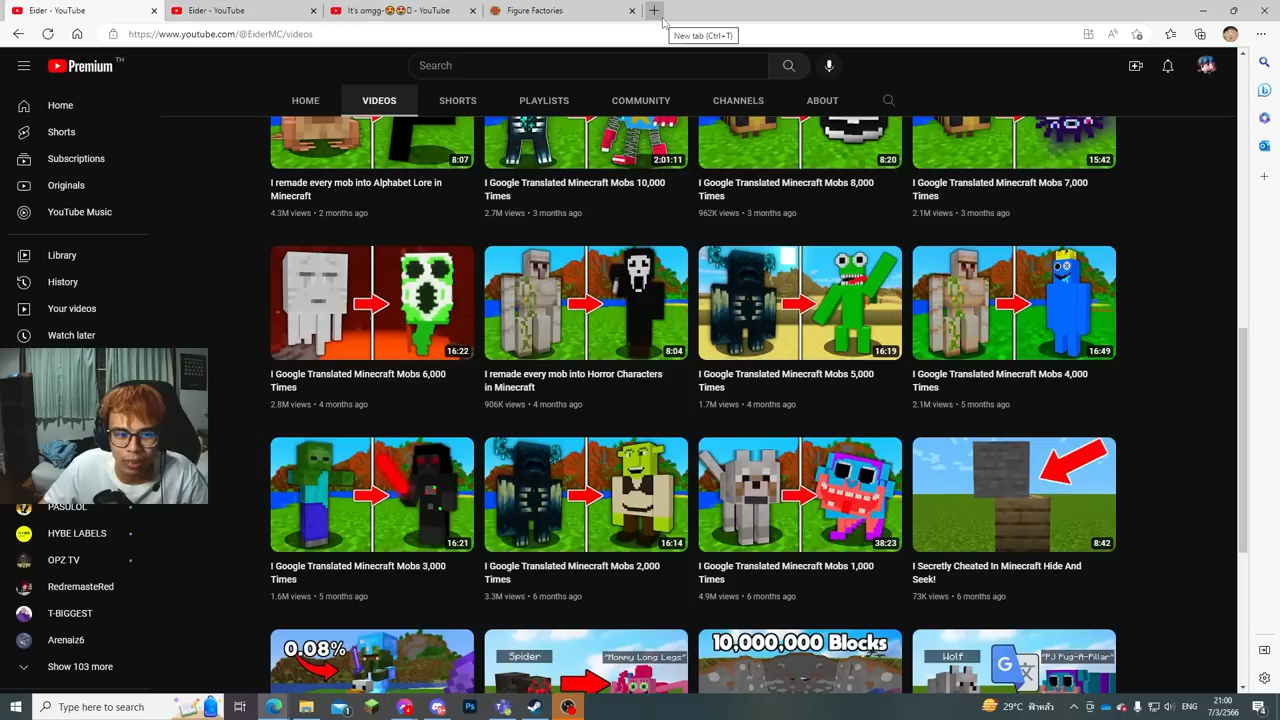 Eider - YouTube
Eider - YouTube
It's omgg-😍😍 - YouTube
Figure Factories
https://www.youtube.com/@EiderMC/videos
New tab (Ctrl+T)
Premium TH
Search
HOME
VIDEOS
SHORTS
PLAYLISTS
COMMUNITY
CHANNELS
ABOUT
Home
Shorts
Subscriptions
Originals
YouTube Music
Library
History
Your videos
Watch later
PASULOL
HYBE LABELS
OPZ TV
RedremasteRed
T-BIGGEST
Arenaiz6
Show 103 more
8:07
2:01:11
8:20
15:42
I remade every mob into Alphabet Lore in
Minecraft
4.3M views • 2 months ago
I Google Translated Minecraft Mobs 10,000
Times
2.7M views • 3 months ago
I Google Translated Minecraft Mobs 8,000
Times
962K views • 3 months ago
I Google Translated Minecraft Mobs 7,000
Times
2.1M views • 3 months ago
16:22
8:04
16:19
16:49
I Google Translated Minecraft Mobs 6,000
Times
2.8M views • 4 months ago
I remade every mob into Horror Characters
in Minecraft
906K views • 4 months ago
I Google Translated Minecraft Mobs 5,000
Times
1.7M views • 4 months ago
I Google Translated Minecraft Mobs 4,000
Times
2.1M views • 5 months ago
16:21
16:14
38:23
8:42
I Google Translated Minecraft Mobs 3,000
Times
1.6M views • 5 months ago
I Google Translated Minecraft Mobs 2,000
Times
3.3M views • 6 months ago
I Google Translated Minecraft Mobs 1,000
Times
4.9M views • 6 months ago
I Secretly Cheated In Minecraft Hide And
Seek!
73K views • 6 months ago
0.08%
Spider
"Mommy Long Legs"
10,000,000 Blocks
Wolf
G
"PJ Pug-A-Pillar"
Type here to search
29°C
Mostly cloudy
ENG
21:00
7/3/2566